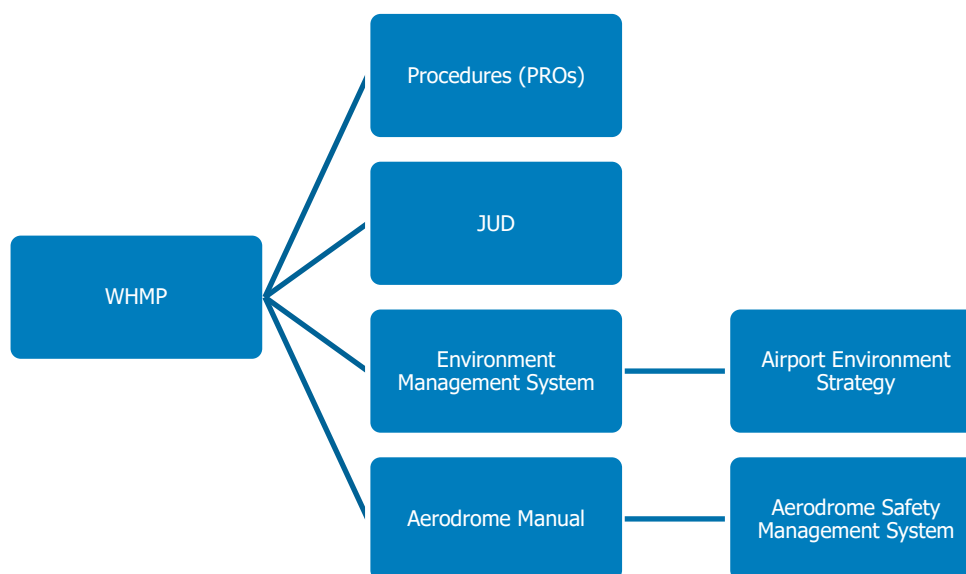 Procedures (PROs)
JUD
WHMP
Environment
Management System
Airport Environment
Strategy
Aerodrome Manual
Aerodrome Safety
Management System